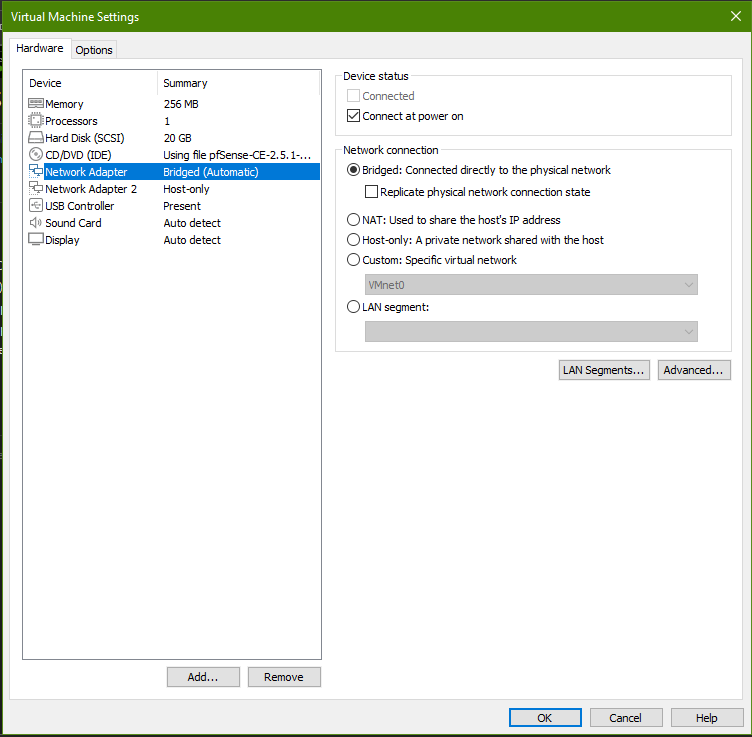 Virtual Machine Settings
Hardware Options
Device Summary
Memory 256 MB
Processors 1
Hard Disk (SCSI) 20 GB
CD/DVD (IDE) Using file pfSense-CE-2.5.1-...
Network Adapter Bridged (Automatic)
Network Adapter 2 Host-only
USB Controller Present
Sound Card Auto detect
Display Auto detect
Add... Remove
Device status
Connected
Connect at power on
Network connection
Bridged: Connected directly to the physical network
Replicate physical network connection state
NAT: Used to share the host's IP address
Host-only: A private network shared with the host
Custom: Specific virtual network
VMnet0
LAN segment:
LAN Segments... Advanced...
OK Cancel Help